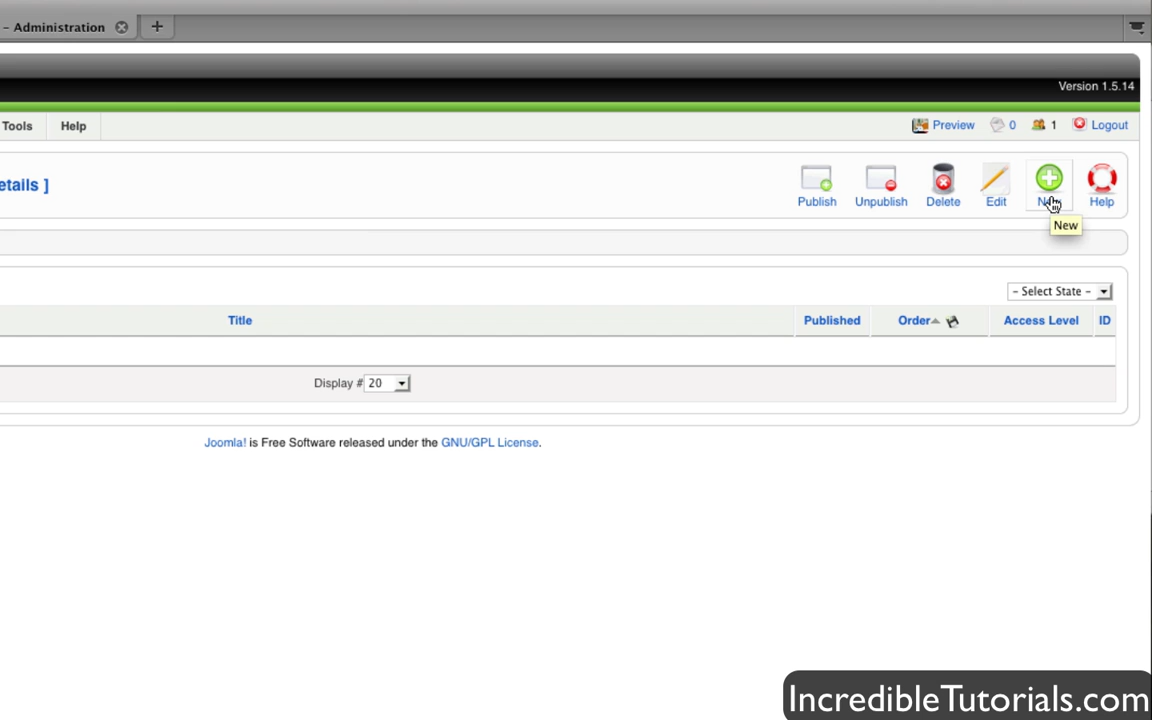 - Administration
Version 1.5.14
Tools Help Preview 0 1 Logout
etails ]
Publish Unpublish Delete Edit Help
New
- Select State -
Title Published Order Access Level ID
Display # 20
Joomla! is Free Software released under the GNU/GPL License.
IncredibleTutorials.com